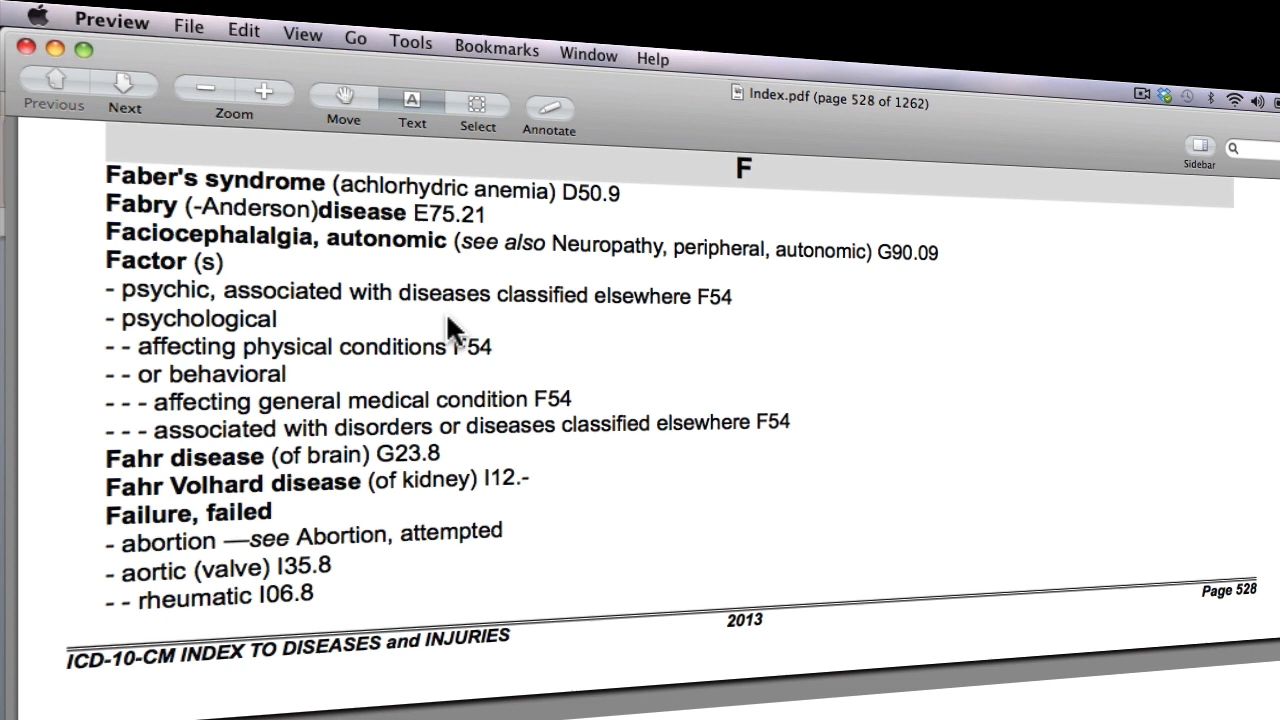 Preview File Edit View Go Tools Bookmarks Window Help
Index.pdf (page 528 of 1262)
Previous Next Zoom Move Text Select Annotate Sidebar
F
Faber's syndrome (achlorhydric anemia) D50.9
Fabry (-Anderson)disease E75.21
Faciocephalalgia, autonomic (see also Neuropathy, peripheral, autonomic) G90.09
Factor (s)
- psychic, associated with diseases classified elsewhere F54
- psychological
- - affecting physical conditions F54
- - or behavioral
- - - affecting general medical condition F54
- - - associated with disorders or diseases classified elsewhere F54
Fahr disease (of brain) G23.8
Fahr Volhard disease (of kidney) I12.-
Failure, failed
- abortion —see Abortion, attempted
- aortic (valve) I35.8
- - rheumatic I06.8
ICD-10-CM INDEX TO DISEASES and INJURIES 2013 Page 528